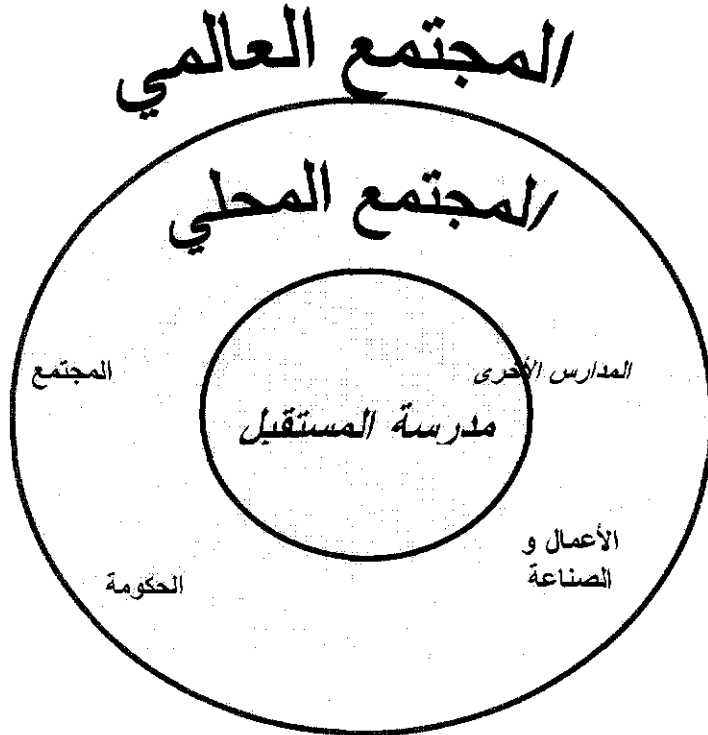 المجتمع العالمي
المجتمع المحلي
المدارس الأخرى
المجتمع
مدرسة المستقبل
الأعمال و
الصناعة
الحكومة